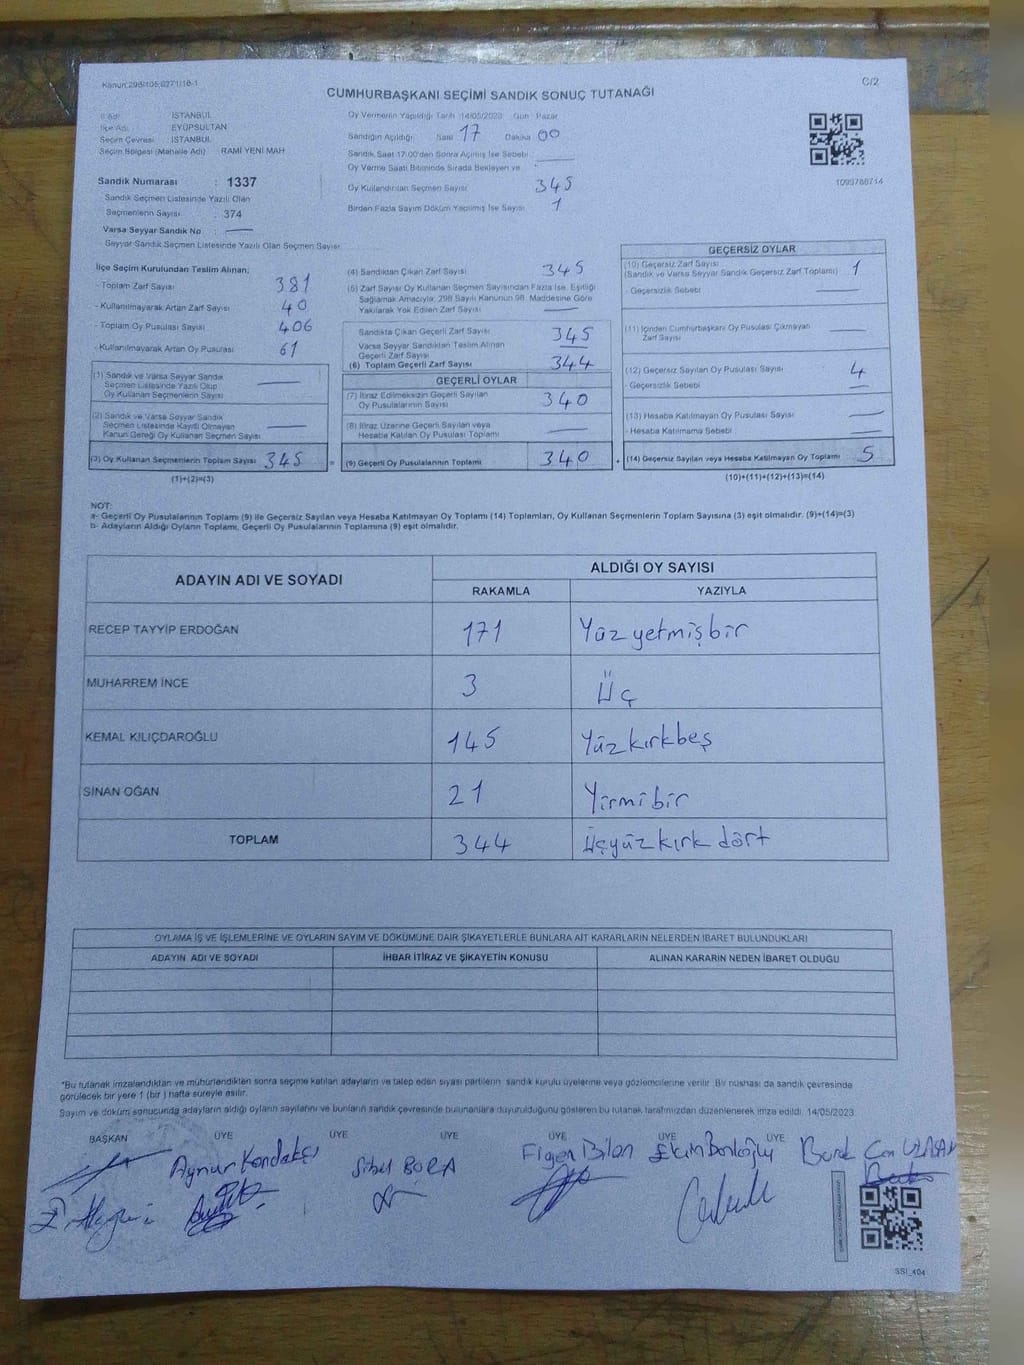 Kanun:298/105,6271/16-1
C/2
CUMHURBAŞKANI SEÇİMİ SANDIK SONUÇ TUTANAĞI
İl Adı : İSTANBUL
İlçe Adı : EYÜPSULTAN
Seçim Çevresi : İSTANBUL
Seçim Bölgesi (Mahalle Adı) : RAMİ YENİ MAH
Sandık Numarası : 1337
Sandık Seçmen Listesinde Yazılı Olan
Seçmenlerin Sayısı : 374
Varsa Seyyar Sandık No :
Seyyar Sandık Seçmen Listesinde Yazılı Olan Seçmen Sayısı
Oy Vermenin Yapıldığı Tarih :14/05/2023 Gün : Pazar
Sandığın Açıldığı : Saat 17 Dakika 00
Sandık Saat 17:00'den Sonra Açılmış İse Sebebi :
Oy Verme Saati Bitiminde Sırada Bekleyen ve
Oy Kullandırılan Seçmen Sayısı 345
Birden Fazla Sayım Döküm Yapılmış İse Sayısı 1
1099788714
İlçe Seçim Kurulundan Teslim Alınan;
- Toplam Zarf Sayısı 381
- Kullanılmayarak Artan Zarf Sayısı 40
- Toplam Oy Pusulası Sayısı 406
- Kullanılmayarak Artan Oy Pusulası 61
(1) Sandık ve Varsa Seyyar Sandık
Seçmen Listesinde Yazılı Olup
Oy Kullanan Seçmenlerin Sayısı
(2) Sandık ve Varsa Seyyar Sandık
Seçmen Listesinde Kaydı Olmayan
Kanun Gereği Oy Kullanan Seçmen Sayısı
(3) Oy Kullanan Seçmenlerin Toplam Sayısı 345
(1)+(2)=(3)
(4) Sandıktan Çıkan Zarf Sayısı 345
(5) Zarf Sayısı Oy Kullanan Seçmen Sayısından Fazla İse, Eşitliği
Sağlamak Amacıyla; 298 Sayılı Kanunun 98. Maddesine Göre
Yakılarak Yok Edilen Zarf Sayısı
Sandıkta Çıkan Geçerli Zarf Sayısı 345
Varsa Seyyar Sandıktan Teslim Alınan
Geçerli Zarf Sayısı
(6) Toplam Geçerli Zarf Sayısı 344
GEÇERLİ OYLAR
(7) İtiraz Edilmeksizin Geçerli Sayılan
Oy Pusulalarının Sayısı 340
(8) İtiraz Üzerine Geçerli Sayılan veya
Hesaba Katılan Oy Pusulası Toplamı
= (9) Geçerli Oy Pusulalarının Toplamı 340
GEÇERSİZ OYLAR
(10) Geçersiz Zarf Sayısı 1
(Sandık ve Varsa Seyyar Sandık Geçersiz Zarf Toplamı)
- Geçersizlik Sebebi :
(11) İçinden Cumhurbaşkanı Oy Pusulası Çıkmayan
Zarf Sayısı
(12) Geçersiz Sayılan Oy Pusulası Sayısı 4
- Geçersizlik Sebebi :
(13) Hesaba Katılmayan Oy Pusulası Sayısı
- Hesaba Katılmama Sebebi :
+ (14) Geçersiz Sayılan veya Hesaba Katılmayan Oy Toplamı 5
(10)+(11)+(12)+(13)=(14)
NOT:
a- Geçerli Oy Pusulalarının Toplamı (9) ile Geçersiz Sayılan veya Hesaba Katılmayan Oy Toplamı (14) Toplamları, Oy Kullanan Seçmenlerin Toplam Sayısına (3) eşit olmalıdır. (9)+(14)=(3)
b- Adayların Aldığı Oyların Toplamı, Geçerli Oy Pusulalarının Toplamına (9) eşit olmalıdır.
ADAYIN ADI VE SOYADI
ALDIĞI OY SAYISI
RAKAMLA YAZIYLA
RECEP TAYYİP ERDOĞAN 171 Yüz yetmişbir
MUHARREM İNCE 3 Üç
KEMAL KILIÇDAROĞLU 145 Yüzkırkbeş
SİNAN OĞAN 21 Yirmibir
TOPLAM 344 Üçyüzkırk dört
OYLAMA İŞ VE İŞLEMLERİNE VE OYLARIN SAYIM VE DÖKÜMÜNE DAİR ŞİKAYETLERLE BUNLARA AİT KARARLARIN NELERDEN İBARET BULUNDUKLARI
ADAYIN ADI VE SOYADI İHBAR İTİRAZ VE ŞİKAYETİN KONUSU ALINAN KARARIN NEDEN İBARET OLDUĞU
*Bu tutanak imzalandıktan ve mühürlendikten sonra seçime katılan adayların ve talep eden siyasi partilerin sandık kurulu üyelerine veya gözlemcilerine verilir. Bir nüshası da sandık çevresinde
görülecek bir yere 1 (bir ) hafta süreyle asılır.
Sayım ve döküm sonucunda adayların aldığı oyların sayılarını ve bunların sandık çevresinde bulunanlara duyurulduğunu gösteren bu tutanak tarafımızdan düzenlenerek imza edildi. 14/05/2023
BAŞKAN ÜYE ÜYE ÜYE ÜYE ÜYE ÜYE
Aynur Kondakçı Sibel BORA Figen Bilan Burak Can
SSI_404